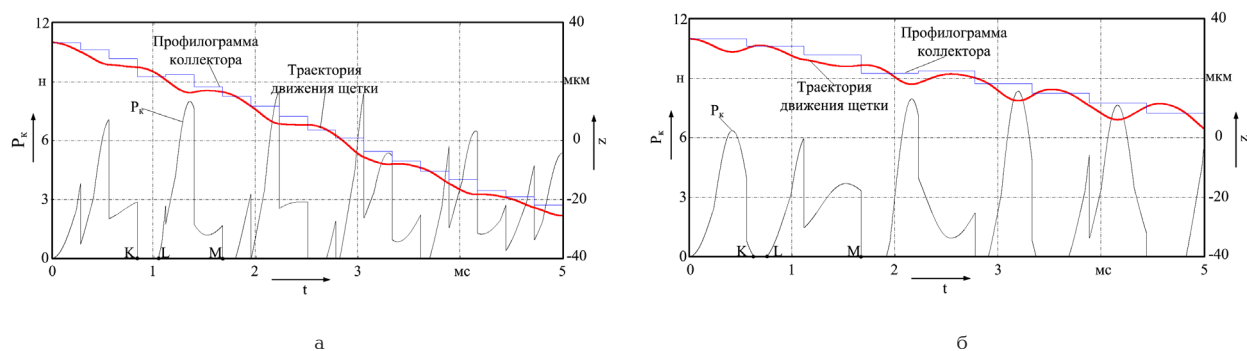 а
12
Н
6
3
0
Pк
Профилограмма
коллектора
Траектория
движения щетки
Pк
40
мкм
0
-20
-40
z
K
L
M
0
1
2
3
мс
5
t
б
12
Н
6
3
0
Pк
Профилограмма
коллектора
Траектория
движения щетки
Pк
40
мкм
0
-20
-40
z
K
L
M
0
1
2
3
мс
5
t
а
б